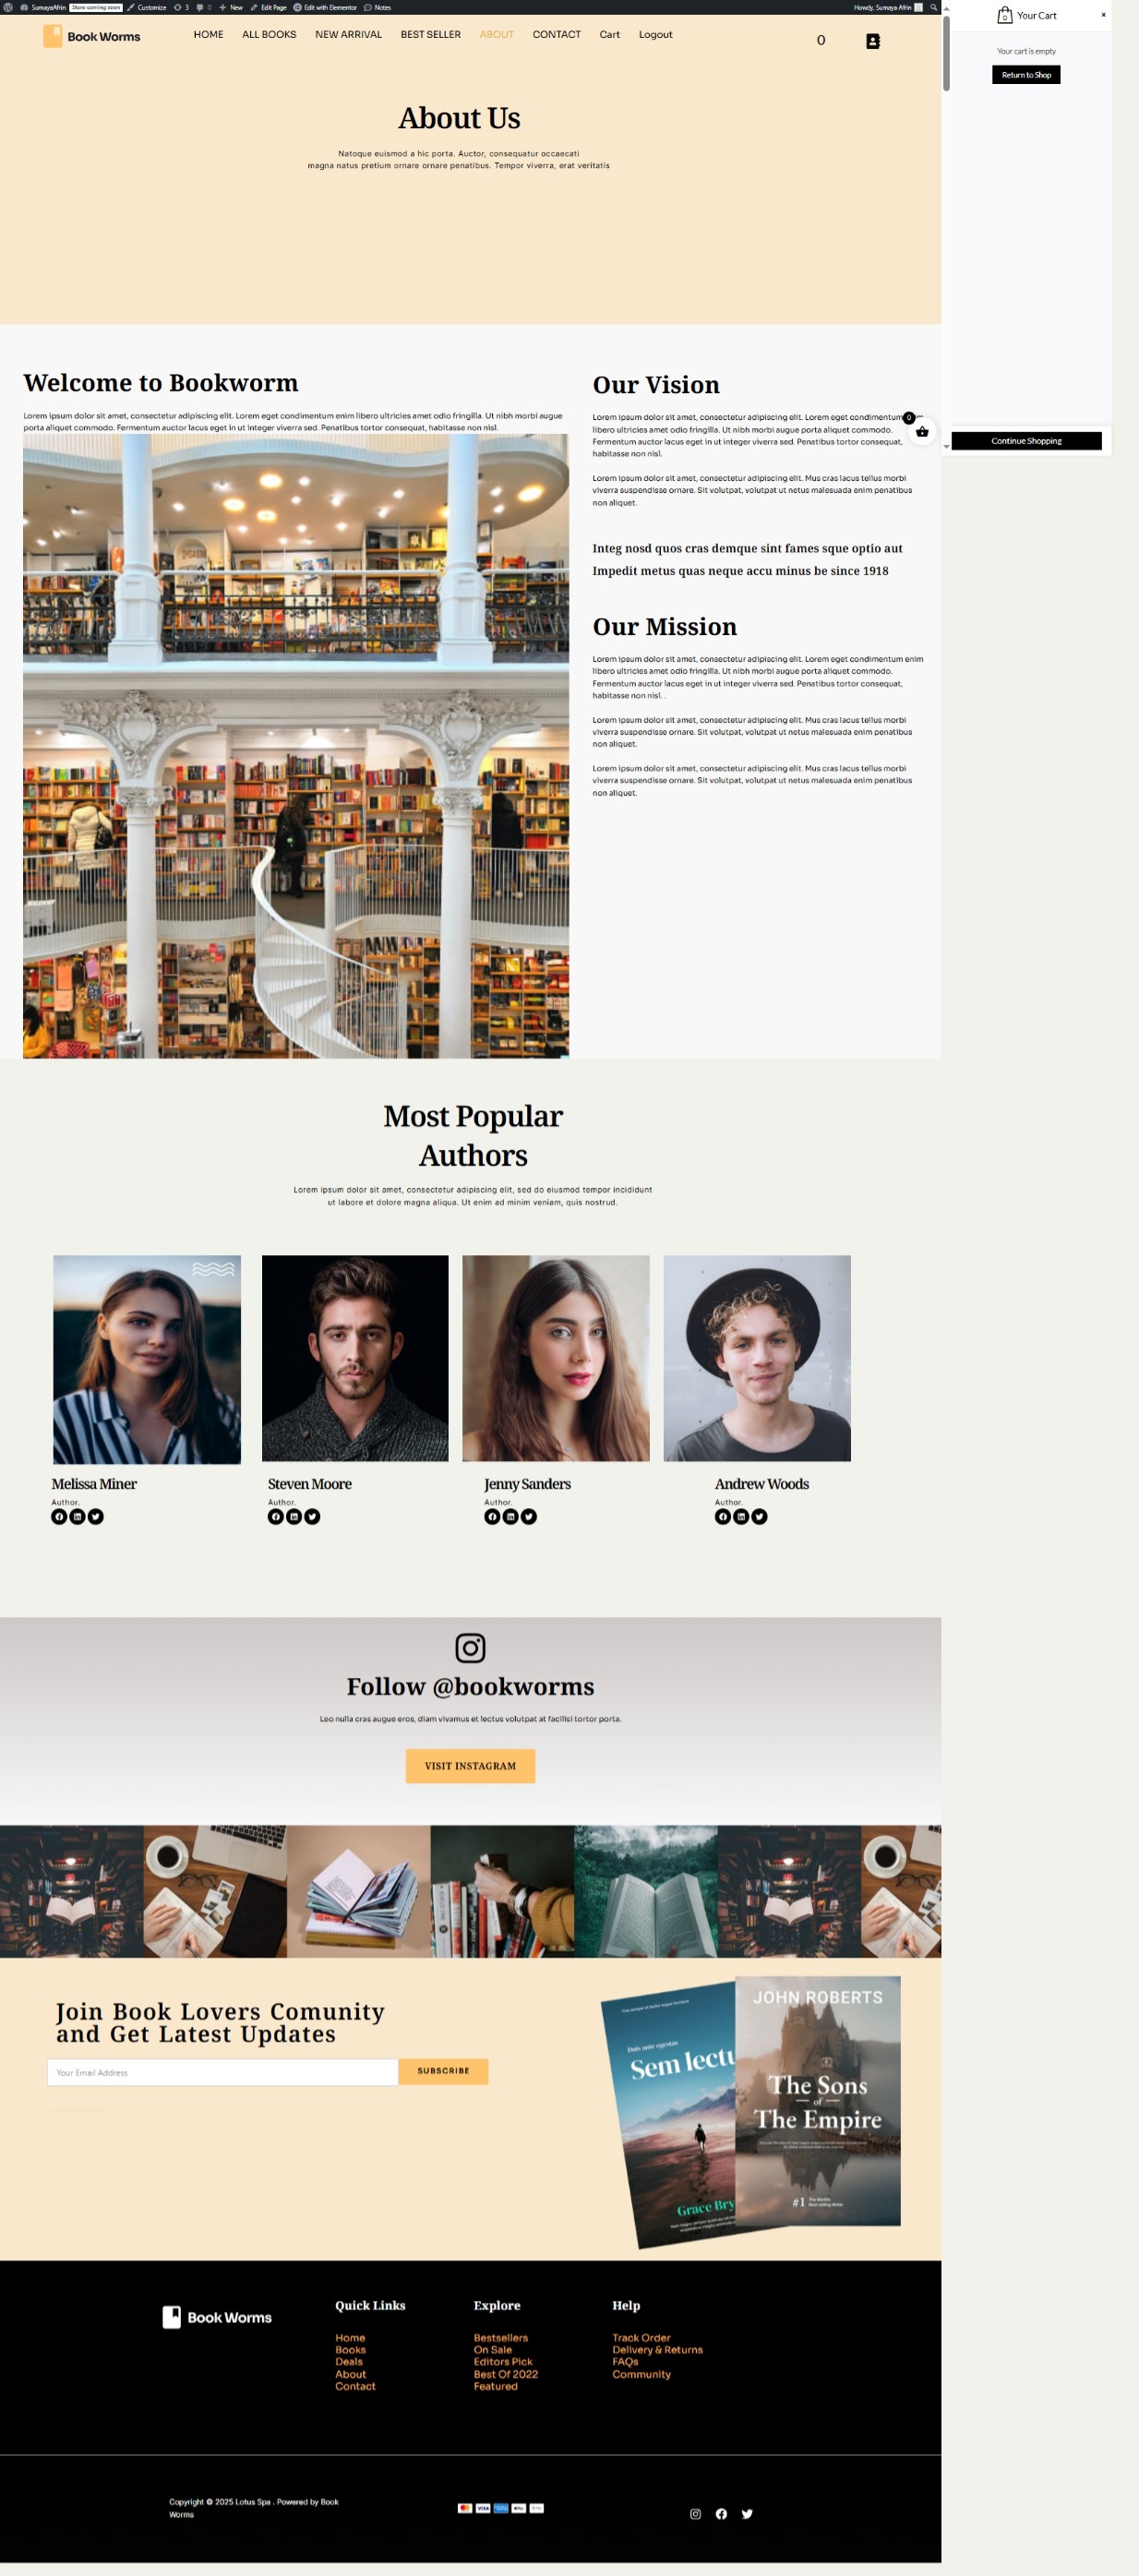 SumayaAfrin Store coming soon Customize 3 0 New Edit Page Edit with Elementor Notes Howdy, Sumaya Afrin
Book Worms HOME ALL BOOKS NEW ARRIVAL BEST SELLER ABOUT CONTACT Cart Logout 0
About Us
Natoque euismod a hic porta. Auctor, consequatur occaecati
magna natus pretium ornare ornare penatibus. Tempor viverra, erat veritatis
0 Your Cart ×
Your cart is empty
Return to Shop
Continue Shopping
0
Welcome to Bookworm
Lorem ipsum dolor sit amet, consectetur adipiscing elit. Lorem eget condimentum enim libero ultricies amet odio fringilla. Ut nibh morbi augue
porta aliquet commodo. Fermentum auctor lacus eget in ut integer viverra sed. Penatibus tortor consequat, habitasse non nisl.
Our Vision
Lorem ipsum dolor sit amet, consectetur adipiscing elit. Lorem eget condimentum
libero ultricies amet odio fringilla. Ut nibh morbi augue porta aliquet commodo.
Fermentum auctor lacus eget in ut integer viverra sed. Penatibus tortor consequat,
habitasse non nisl.
Lorem ipsum dolor sit amet, consectetur adipiscing elit. Mus cras lacus tellus morbi
viverra suspendisse ornare. Sit volutpat, volutpat ut netus malesuada enim penatibus
non aliquet.
Integ nosd quos cras demque sint fames sque optio aut
Impedit metus quas neque accu minus be since 1918
Our Mission
Lorem ipsum dolor sit amet, consectetur adipiscing elit. Lorem eget condimentum enim
libero ultricies amet odio fringilla. Ut nibh morbi augue porta aliquet commodo.
Fermentum auctor lacus eget in ut integer viverra sed. Penatibus tortor consequat,
habitasse non nisl. .
Lorem ipsum dolor sit amet, consectetur adipiscing elit. Mus cras lacus tellus morbi
viverra suspendisse ornare. Sit volutpat, volutpat ut netus malesuada enim penatibus
non aliquet.
Lorem ipsum dolor sit amet, consectetur adipiscing elit. Mus cras lacus tellus morbi
viverra suspendisse ornare. Sit volutpat, volutpat ut netus malesuada enim penatibus
non aliquet.
Most Popular
Authors
Lorem ipsum dolor sit amet, consectetur adipiscing elit, sed do eiusmod tempor incididunt
ut labore et dolore magna aliqua. Ut enim ad minim veniam, quis nostrud.
Melissa Miner
Author.
Steven Moore
Author.
Jenny Sanders
Author.
Andrew Woods
Author.
Follow @bookworms
Leo nulla cras augue eros, diam vivamus et lectus volutpat at facilisi tortor porta.
VISIT INSTAGRAM
Join Book Lovers Comunity
and Get Latest Updates
Your Email Address
SUBSCRIBE
Duis ante egestas
Sem lectu
Grace Bry
JOHN ROBERTS
The Sons
of
The Empire
#1
Book Worms
Quick Links
Home
Books
Deals
About
Contact
Explore
Bestsellers
On Sale
Editors Pick
Best Of 2022
Featured
Help
Track Order
Delivery & Returns
FAQs
Community
Copyright © 2025 Lotus Spa . Powered by Book
Worms
VISA